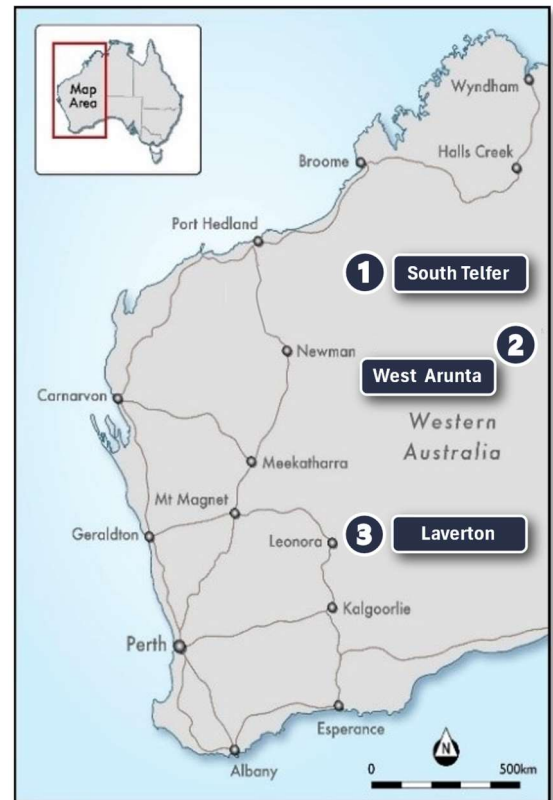 Map
Area
Wyndham
Halls Creek
Broome
Port Hedland
1
South Telfer
2
Newman
West Arunta
Carnarvon
Western
Australia
Meekatharra
Mt Magnet
Geraldton
Leonora
3
Laverton
Kalgoorlie
Perth
Esperance
N
Albany
0
500km